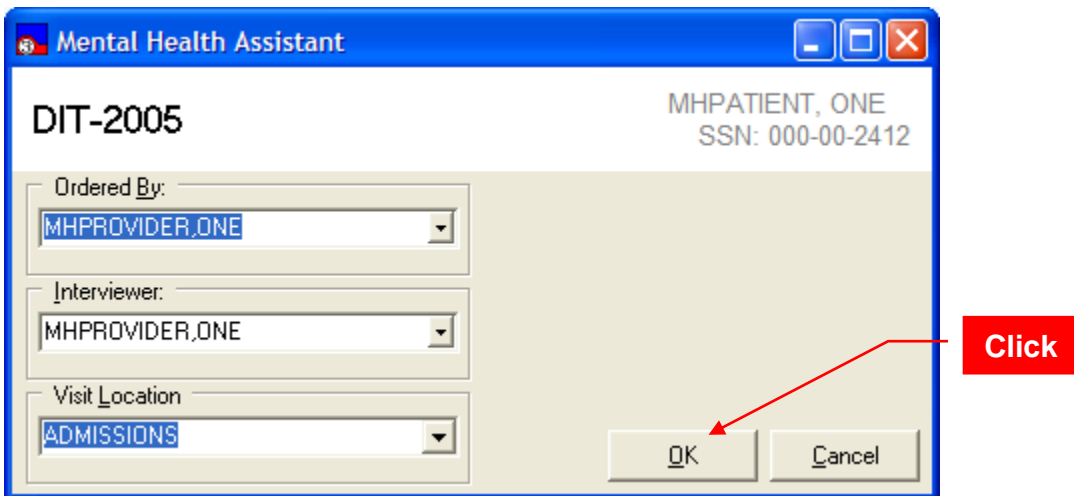 Mental Health Assistant
DIT-2005
MHPATIENT, ONE
SSN: 000-00-2412
Ordered By:
MHPROVIDER,ONE
Interviewer:
MHPROVIDER,ONE
Click
Visit Location
ADMISSIONS
OK
Cancel